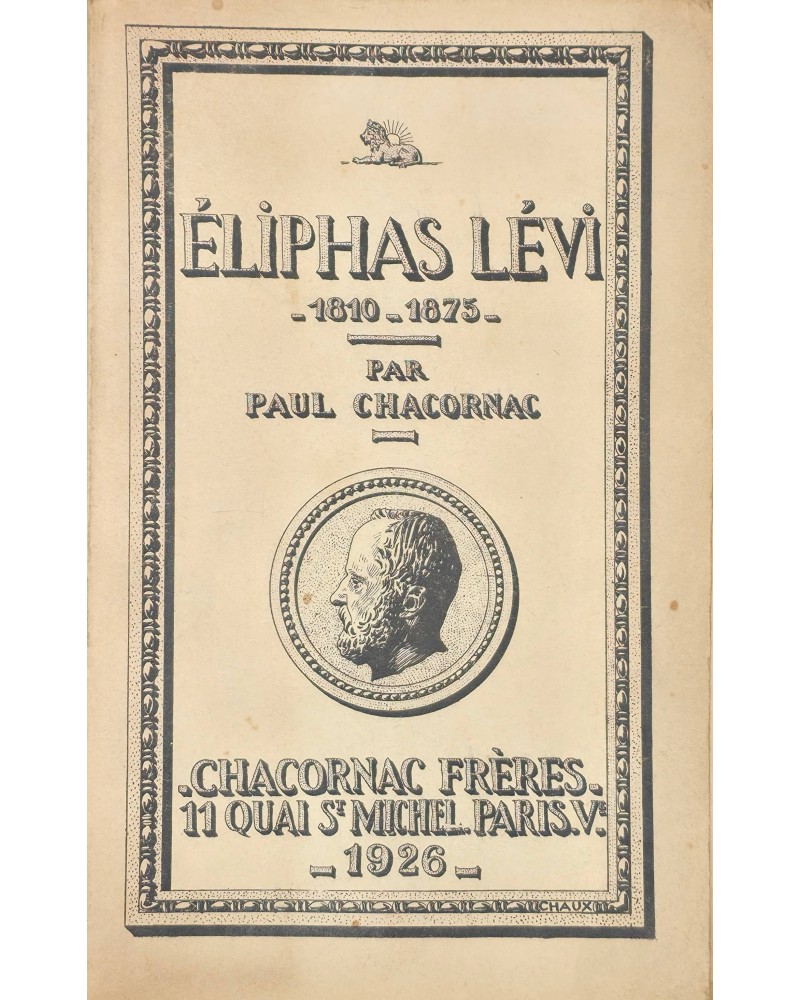 ÉLIPHAS LÉVI
- 1810 - 1875 -
PAR
PAUL CHACORNAC
- CHACORNAC FRÈRES -
11 QUAI ST MICHEL. PARIS. Ve
- 1926 -
CHAUX